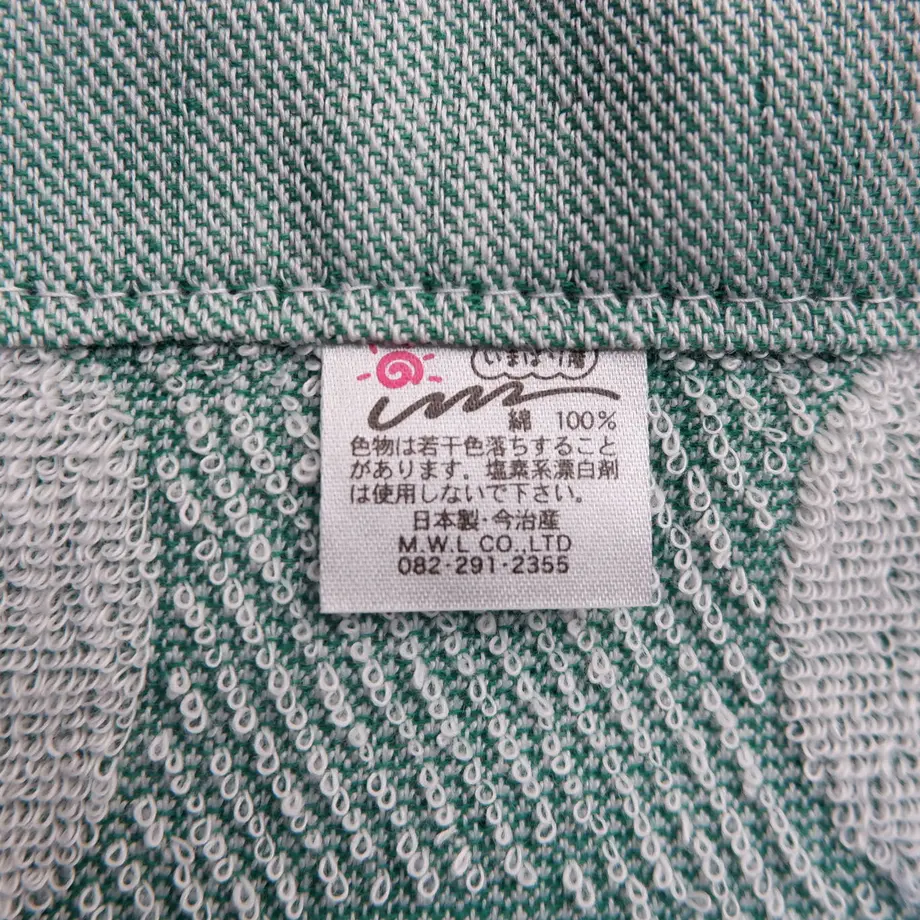 いまばり産
綿 100%
色物は若干色落ちすること
があります。塩素系漂白剤
は使用しないで下さい。
日本製・今治産
M.W.L CO.,LTD
082-291-2355